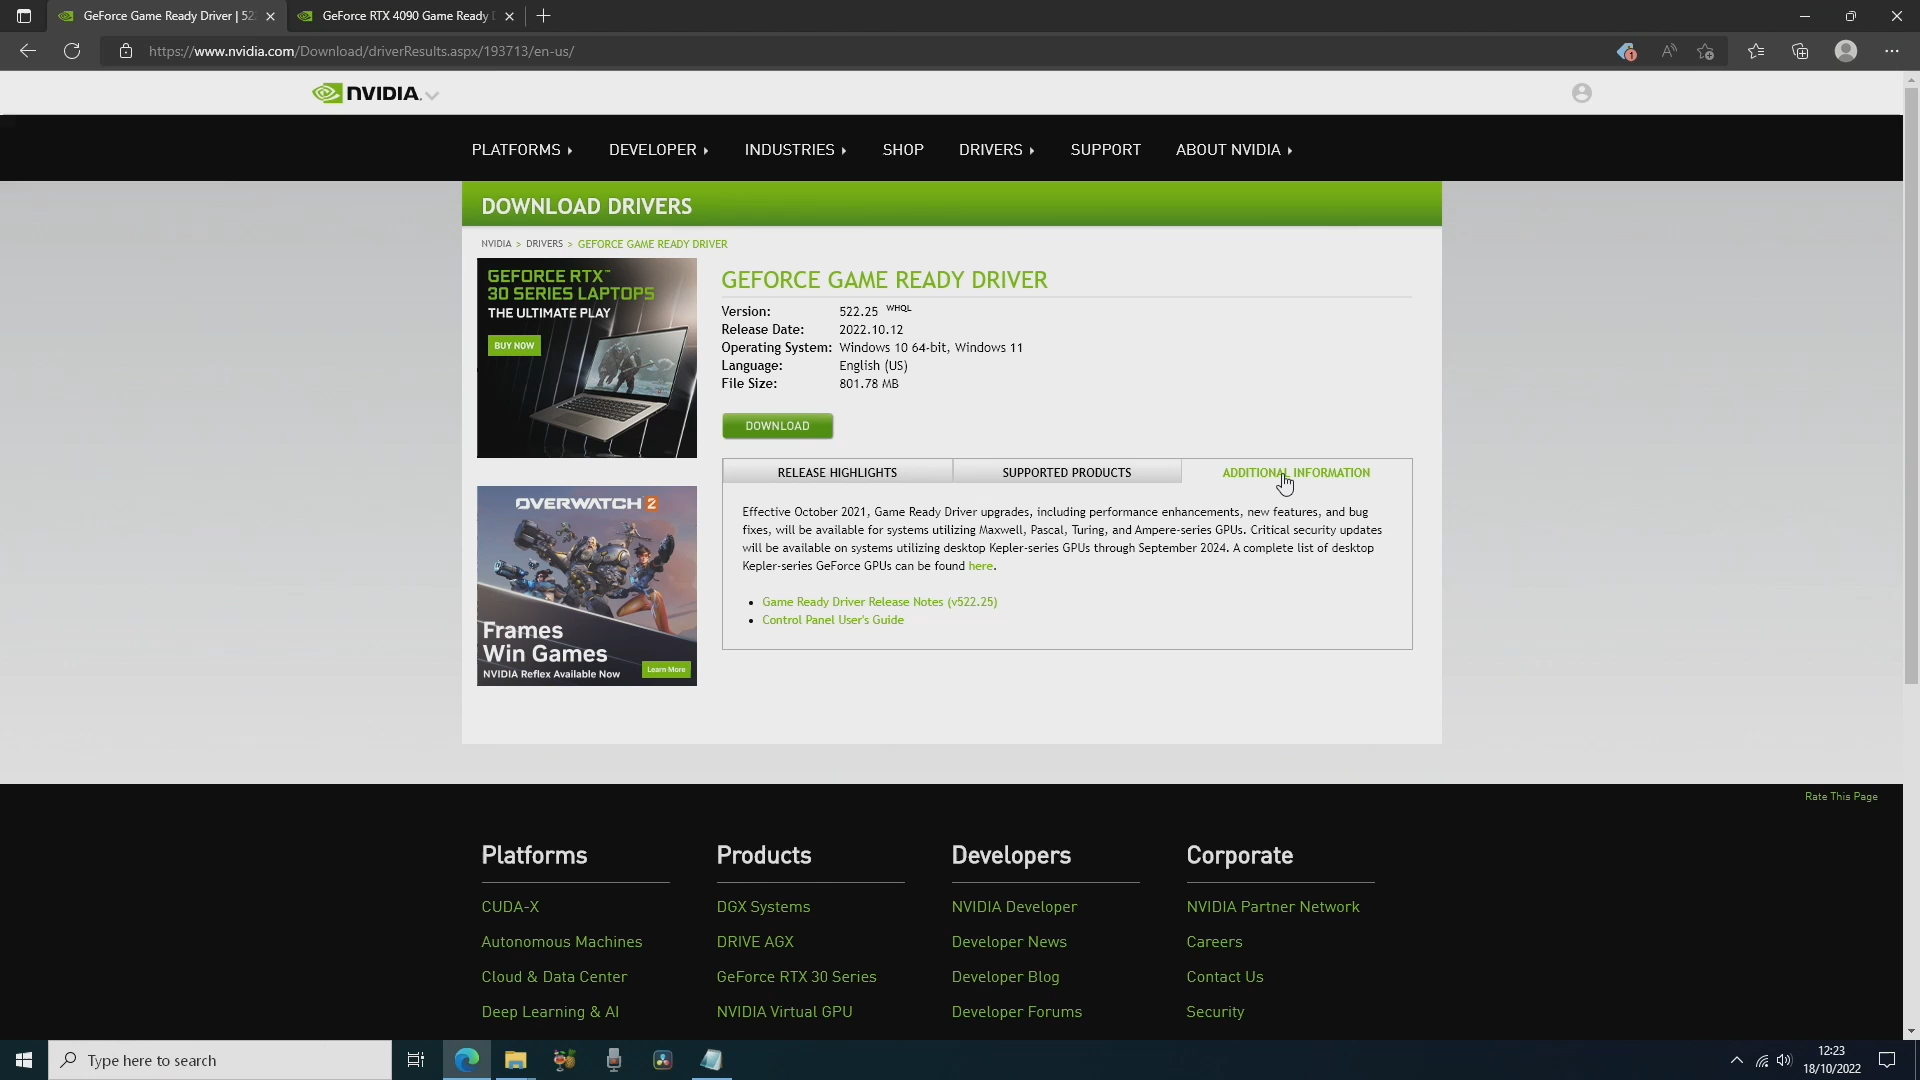 GeForce Game Ready Driver | 52
GeForce RTX 4090 Game Ready
https://www.nvidia.com/Download/driverResults.aspx/193713/en-us/
1
NVIDIA.
PLATFORMS DEVELOPER INDUSTRIES SHOP DRIVERS SUPPORT ABOUT NVIDIA
DOWNLOAD DRIVERS
NVIDIA > DRIVERS > GEFORCE GAME READY DRIVER
GEFORCE RTX™
30 SERIES LAPTOPS
THE ULTIMATE PLAY
BUY NOW
GEFORCE GAME READY DRIVER
Version: 522.25 WHQL
Release Date: 2022.10.12
Operating System: Windows 10 64-bit, Windows 11
Language: English (US)
File Size: 801.78 MB
DOWNLOAD
RELEASE HIGHLIGHTS SUPPORTED PRODUCTS ADDITIONAL INFORMATION
Effective October 2021, Game Ready Driver upgrades, including performance enhancements, new features, and bug
fixes, will be available for systems utilizing Maxwell, Pascal, Turing, and Ampere-series GPUs. Critical security updates
will be available on systems utilizing desktop Kepler-series GPUs through September 2024. A complete list of desktop
Kepler-series GeForce GPUs can be found here.
Game Ready Driver Release Notes (v522.25)
Control Panel User's Guide
OVERWATCH 2
Frames
Win Games
NVIDIA Reflex Available Now
Learn More
Rate This Page
Platforms Products Developers Corporate
CUDA-X DGX Systems NVIDIA Developer NVIDIA Partner Network
Autonomous Machines DRIVE AGX Developer News Careers
Cloud & Data Center GeForce RTX 30 Series Developer Blog Contact Us
Deep Learning & AI NVIDIA Virtual GPU Developer Forums Security
Type here to search
12:23
18/10/2022